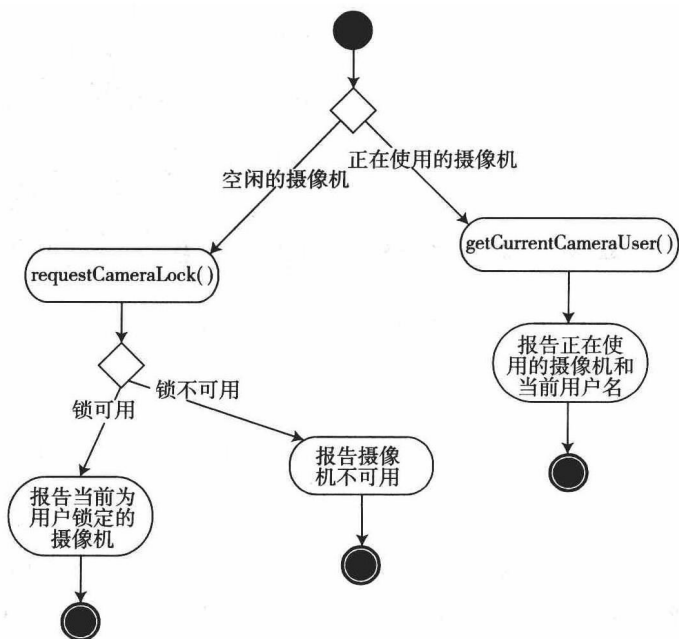 正在使用的摄像机
空闲的摄像机
getCurrentCameraUser( )
requestCameraLock( )
报告正在使
用的摄像机和
当前用户名
锁不可用
锁可用
报告摄像
机不可用
报告当前为
用户锁定的
摄像机